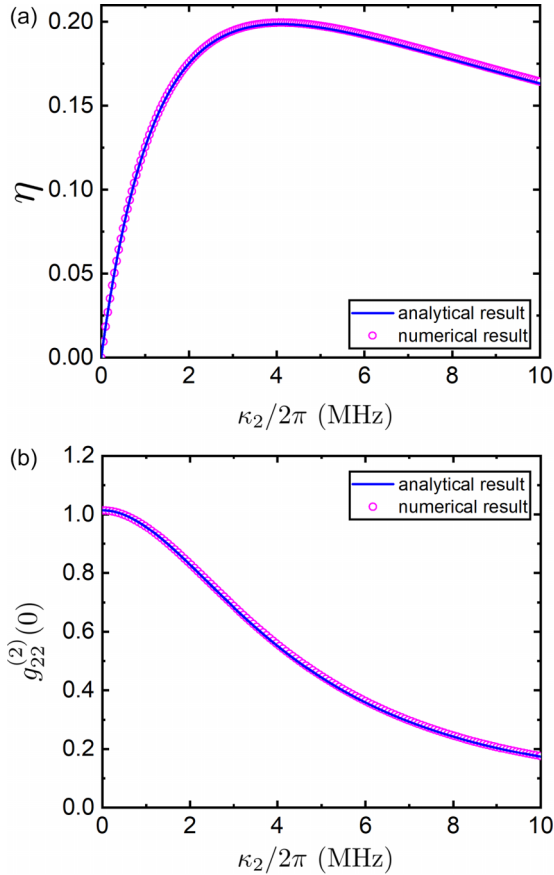 (a)
0.20
0.15
0.10
0.05
0.00
η
analytical result
numerical result
0 2 4 6 8 10
κ₂/2π (MHz)
(b)
1.2
1.0
0.8
0.6
0.4
0.2
0.0
g₂₂⁽²⁾(0)
analytical result
numerical result
0 2 4 6 8 10
κ₂/2π (MHz)